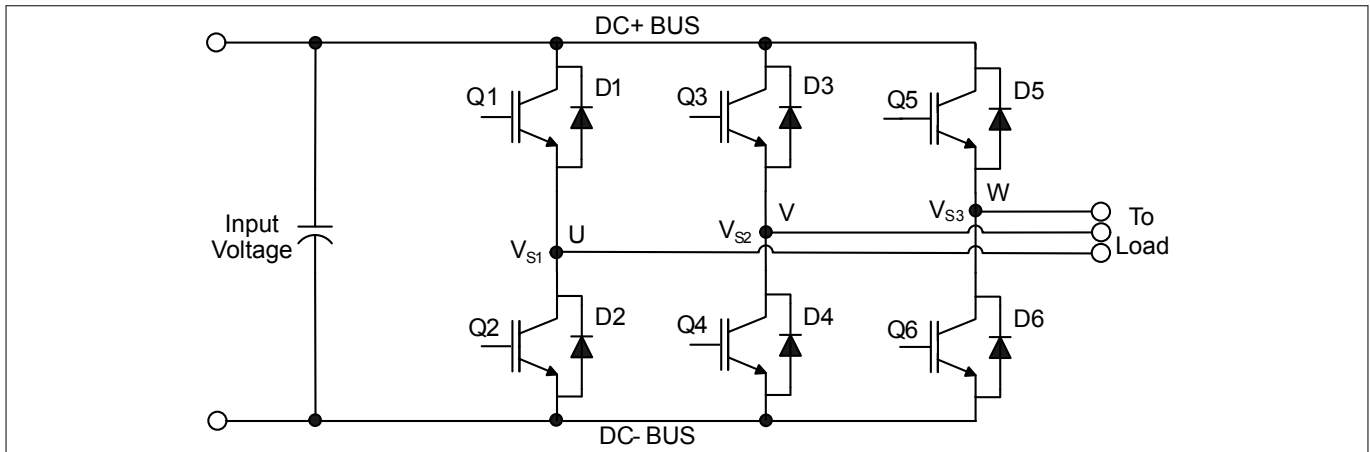 DC+ BUS
Q1
D1
Q3
D3
Q5
D5
Input
Voltage
VS1
U
VS2
V
VS3
W
To
Load
Q2
D2
Q4
D4
Q6
D6
DC- BUS